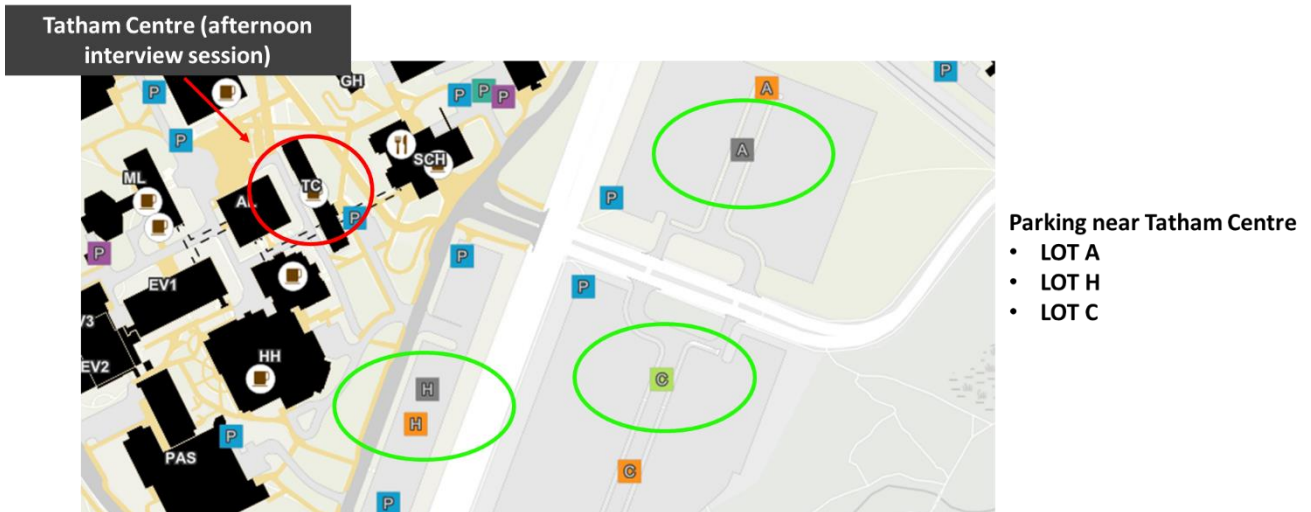 Tatham Centre (afternoon
interview session)
GH
P
P
P
P
P
P
A
A
SCH
ML
TC
AL
P
P
P
P
EV1
P
V3
EV2
HH
H
H
C
C
P
PAS
P
Parking near Tatham Centre
• LOT A
• LOT H
• LOT C